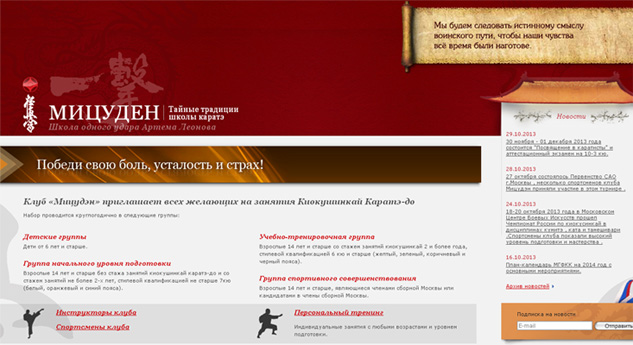 Мы будем следовать истинному смыслу
воинского пути, чтобы наши чувства
всё время были наготове.
МИЦУДЕН
Тайные традиции
школы каратэ
Школа одного удара Артема Леонова
Победи свою боль, усталость и страх!
Клуб «Мицудэн» приглашает всех желающих на занятия Киокушинкай Каратэ-до
Набор проводится круглогодично в следующие группы:
Детские группы
Дети от 6 лет и старше.
Группа начального уровня подготовки
Взрослые 14 лет и старше без стажа занятий киокушинкай каратэ-до и со
стажем занятий не более 2-х лет, стилевой квалификацией не старше 7кю
(белый, оранжевый и синий пояса).
Учебно-тренировочная группа
Взрослые 14 лет и старше со стажем занятий киокушинкай 2 и более года,
стилевой квалификацией 6 кю и старше (желтый, зеленый, коричневый и
черный пояса).
Группа спортивного совершенствования
Взрослые 14 лет и старше, являющиеся членами сборной Москвы или
кандидатами в члены сборной Москвы.
Инструкторы клуба
Спортсмены клуба
Персональный тренинг
Индивидуальные занятия с любыми возрастами и уровнем
подготовки.
Новости
29.10.2013
30 ноября - 01 декабря 2013 года
состоится "Посвящение в каратисты" и
аттестационный экзамен на 10-3 кю.
28.10.2013
27 октября состоялось Первенство САО
г.Москвы , несколько спортсменов клуба
Мицудэн приняли участие в этом турнире.
24.10.2013
18-20 октября 2013 года в Московском
Центре Боевых Искусств прошел
Чемпионат России по киокушинкай в
дисциплинах кумитэ , ката и тамешивари
.Спортсмены клуба показали высокий
уровень подготовки и мастерства .
16.10.2013
План-календарь МГФКК на 2014 год с
основными мероприятиями.
Архив новостей
Подписка на новости
E-mail
Отправить